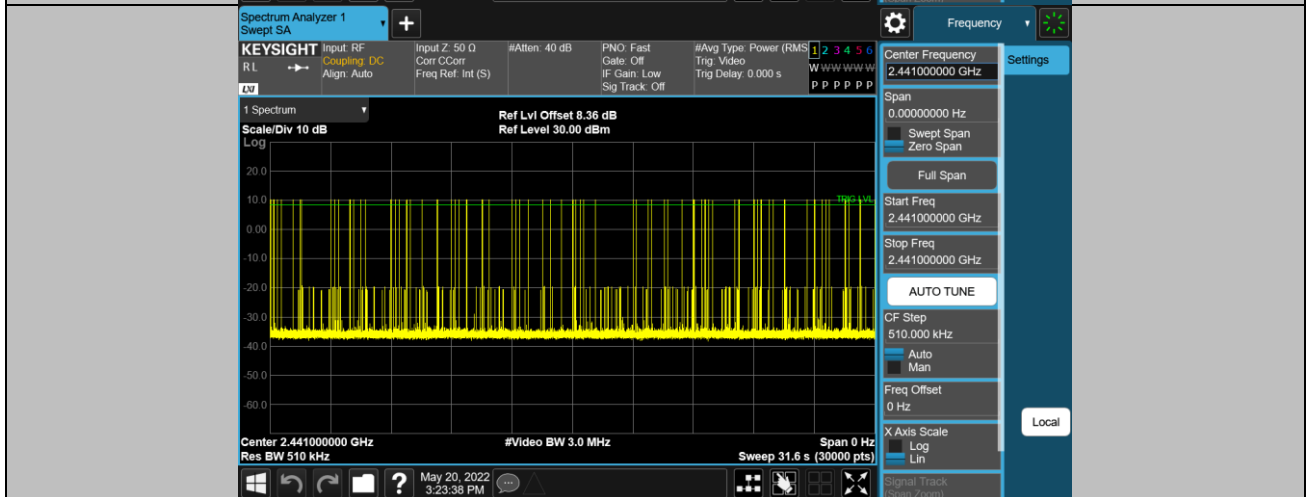 Spectrum Analyzer 1
Swept SA
+
Frequency
KEYSIGHT
RL
LXI
Input: RF
Coupling: DC
Align: Auto
Input Z: 50 Ω
Corr CCorr
Freq Ref: Int (S)
#Atten: 40 dB
PNO: Fast
Gate: Off
IF Gain: Low
Sig Track: Off
#Avg Type: Power (RMS
Trig: Video
Trig Delay: 0.000 s
1 2 3 4 5 6
W W W W W W
P P P P P P
Center Frequency
2.441000000 GHz
Settings
Span
0.00000000 Hz
Swept Span
Zero Span
Full Span
Start Freq
2.441000000 GHz
Stop Freq
2.441000000 GHz
AUTO TUNE
CF Step
510.000 kHz
Auto
Man
Freq Offset
0 Hz
X Axis Scale
Log
Lin
Signal Track
(Span Zoom)
Local
1 Spectrum
Scale/Div 10 dB
Log
Ref Lvl Offset 8.36 dB
Ref Level 30.00 dBm
20.0
10.0
0.00
-10.0
-20.0
-30.0
-40.0
-50.0
-60.0
TRIG LVL
Center 2.441000000 GHz
#Video BW 3.0 MHz
Span 0 Hz
Res BW 510 kHz
Sweep 31.6 s (30000 pts)
?
May 20, 2022
3:23:38 PM